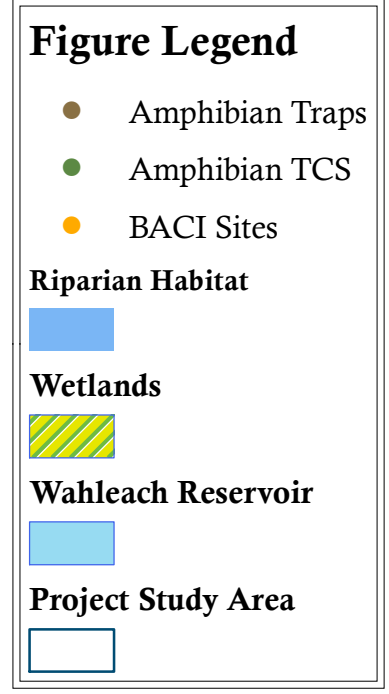 Figure Legend
Amphibian Traps
Amphibian TCS
BACI Sites
Riparian Habitat
Wetlands
Wahleach Reservoir
Project Study Area